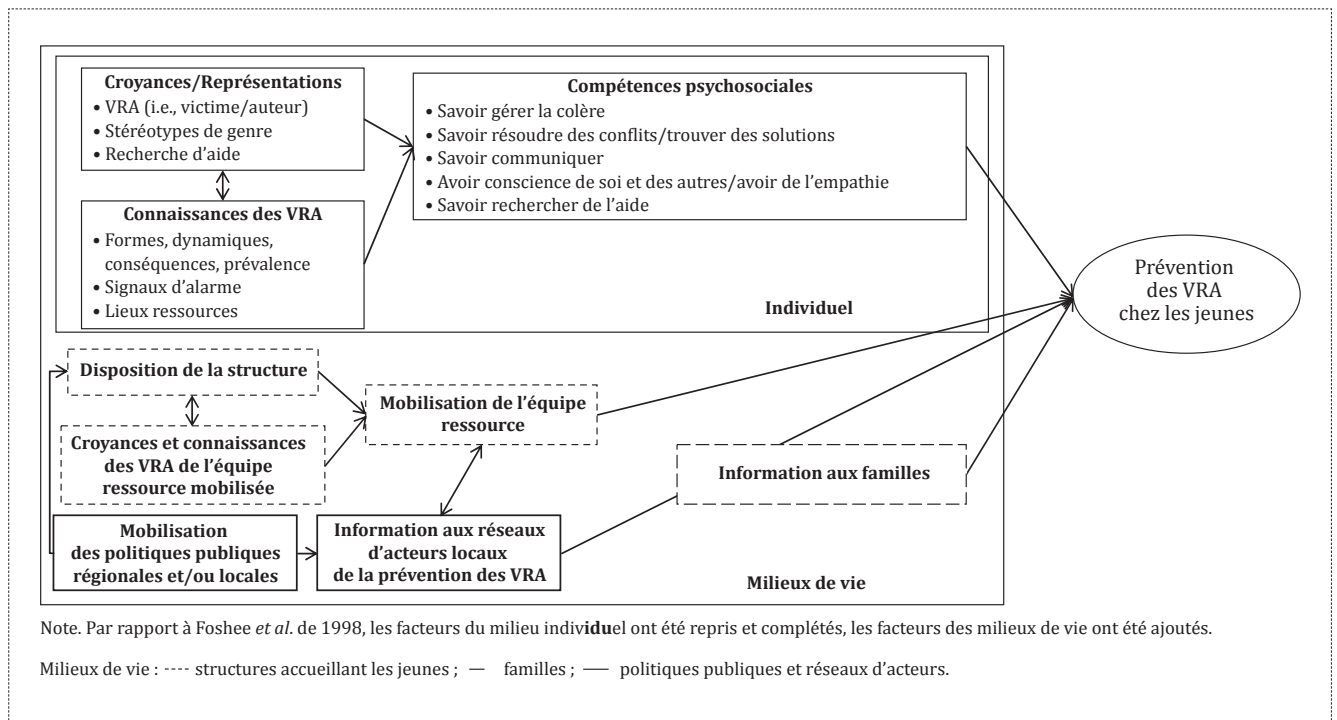 Croyances/Représentations
• VRA (i.e., victime/auteur)
• Stéréotypes de genre
• Recherche d’aide
Compétences psychosociales
• Savoir gérer la colère
• Savoir résoudre des conflits/trouver des solutions
• Savoir communiquer
• Avoir conscience de soi et des autres/avoir de l’empathie
• Savoir rechercher de l’aide
Connaissances des VRA
• Formes, dynamiques,
conséquences, prévalence
• Signaux d’alarme
• Lieux ressources
Individuel
Prévention
des VRA
chez les jeunes
Disposition de la structure
Mobilisation de l’équipe
ressource
Croyances et connaissances
des VRA de l’équipe
ressource mobilisée
Information aux familles
Mobilisation
des politiques publiques
régionales et/ou locales
Information aux réseaux
d’acteurs locaux
de la prévention des VRA
Milieux de vie
Note. Par rapport à Foshee et al. de 1998, les facteurs du milieu individuel ont été repris et complétés, les facteurs des milieux de vie ont été ajoutés.
Milieux de vie : ---- structures accueillant les jeunes ; — familles ; — politiques publiques et réseaux d’acteurs.